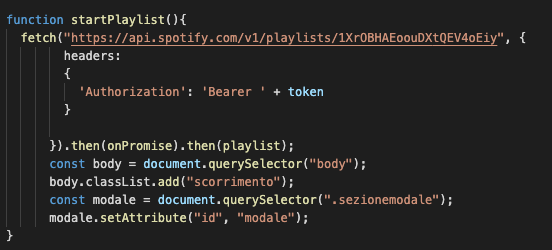 function startPlaylist(){
fetch("https://api.spotify.com/v1/playlists/1XrOBHAEoouDXtQEV4oEiy", {
headers:
{
'Authorization': 'Bearer ' + token
}
}).then(onPromise).then(playlist);
const body = document.querySelector("body");
body.classList.add("scorrimento");
const modale = document.querySelector(".sezionemodale");
modale.setAttribute("id", "modale");
}